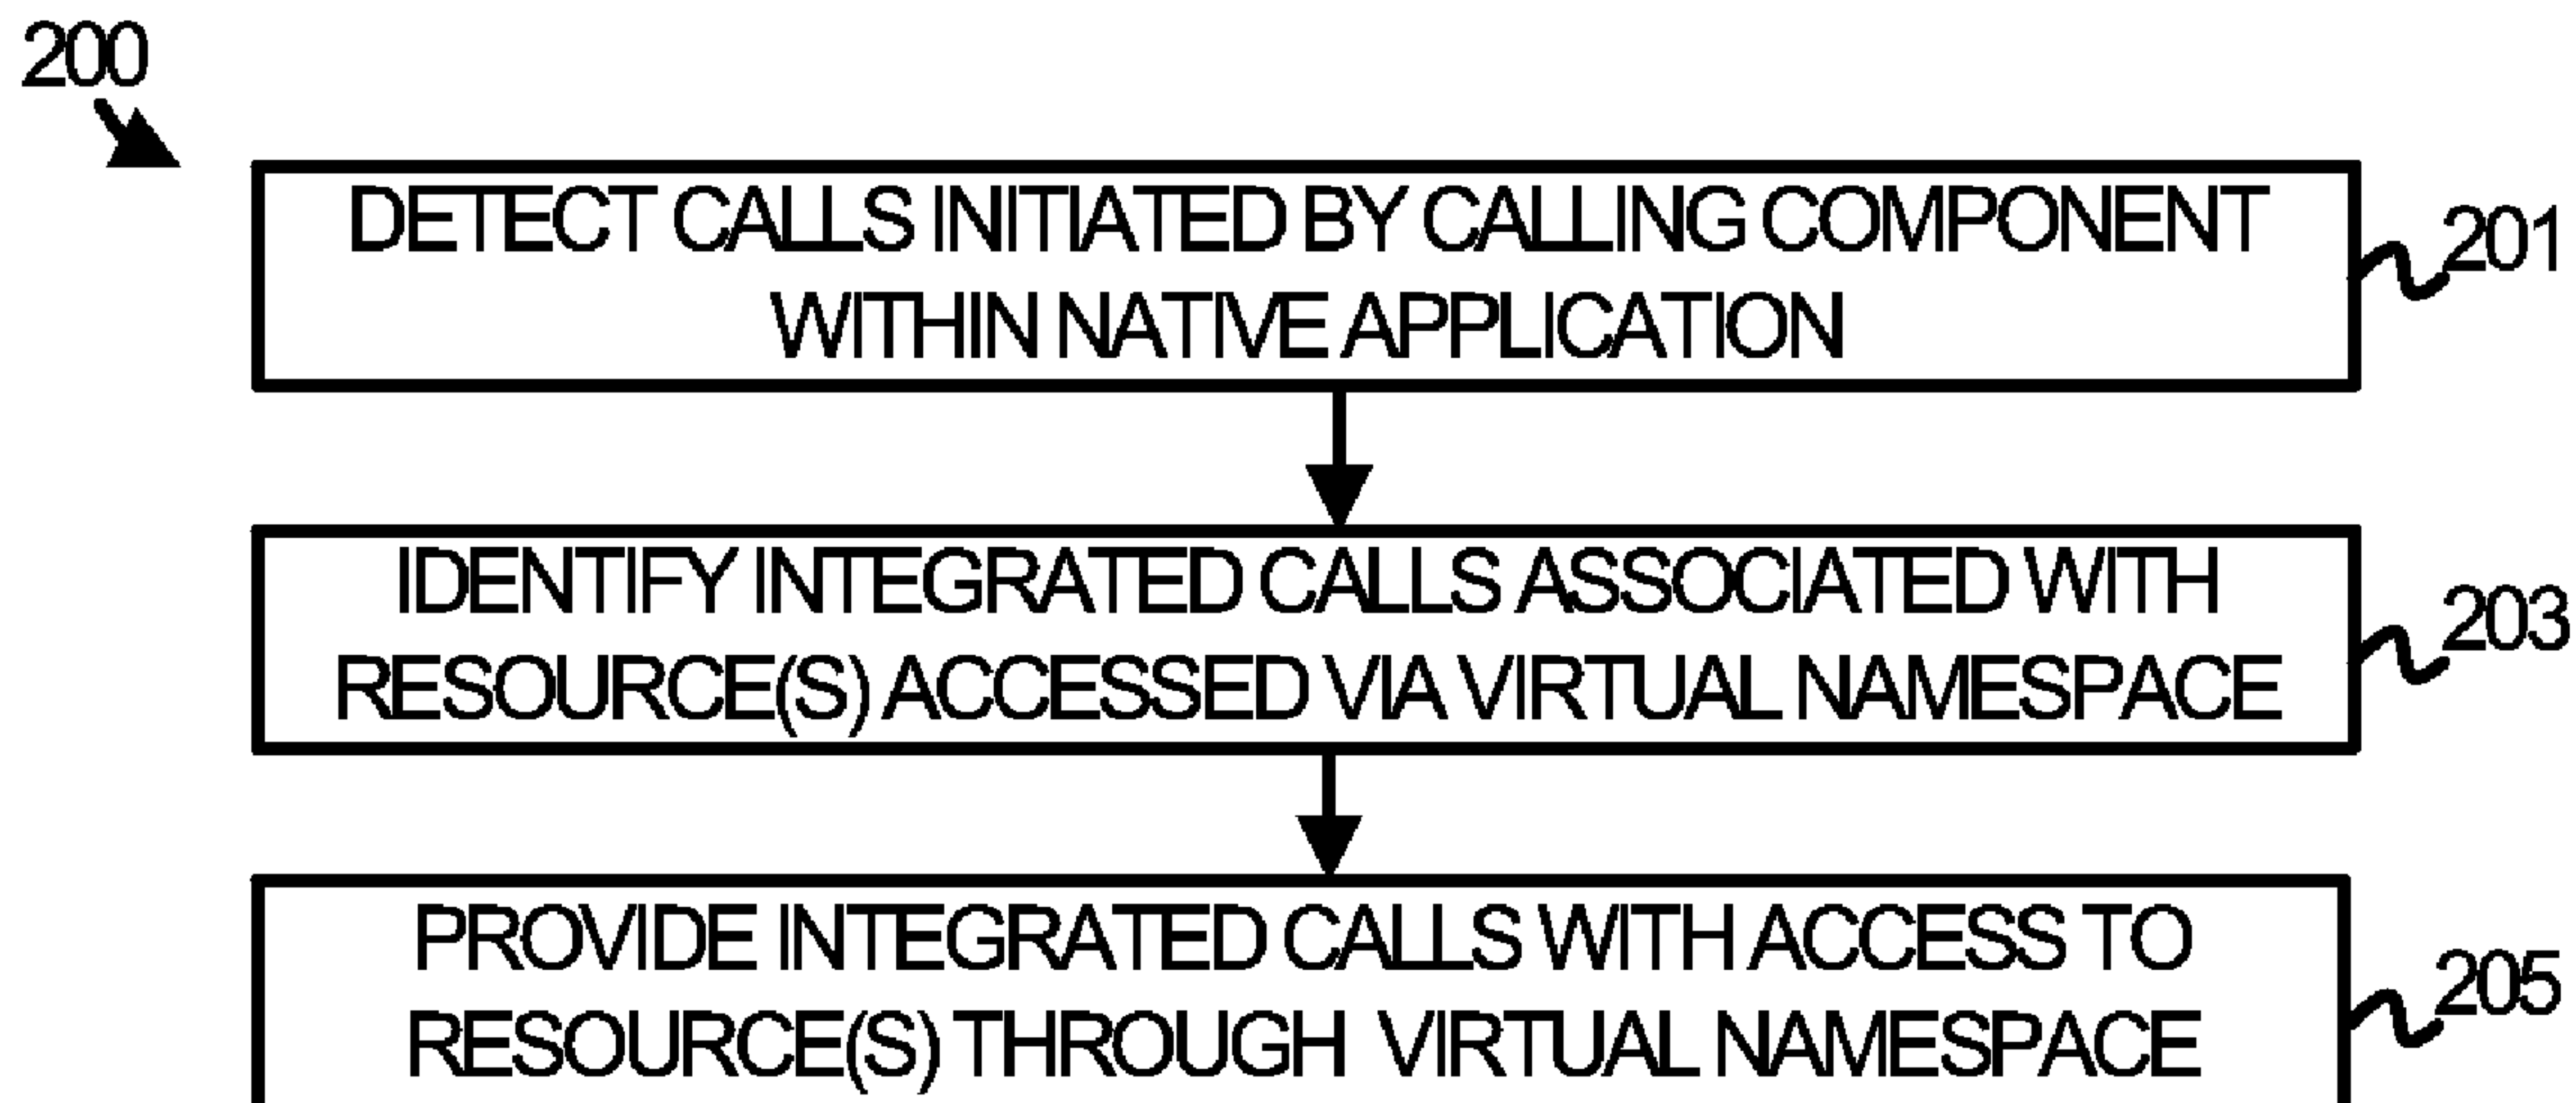 200
DETECT CALLS INITIATED BY CALLING COMPONENT
WITHIN NATIVE APPLICATION
201
IDENTIFY INTEGRATED CALLS ASSOCIATED WITH
RESOURCE(S) ACCESSED VIA VIRTUAL NAMESPACE
203
PROVIDE INTEGRATED CALLS WITH ACCESS TO
RESOURCE(S) THROUGH VIRTUAL NAMESPACE
205